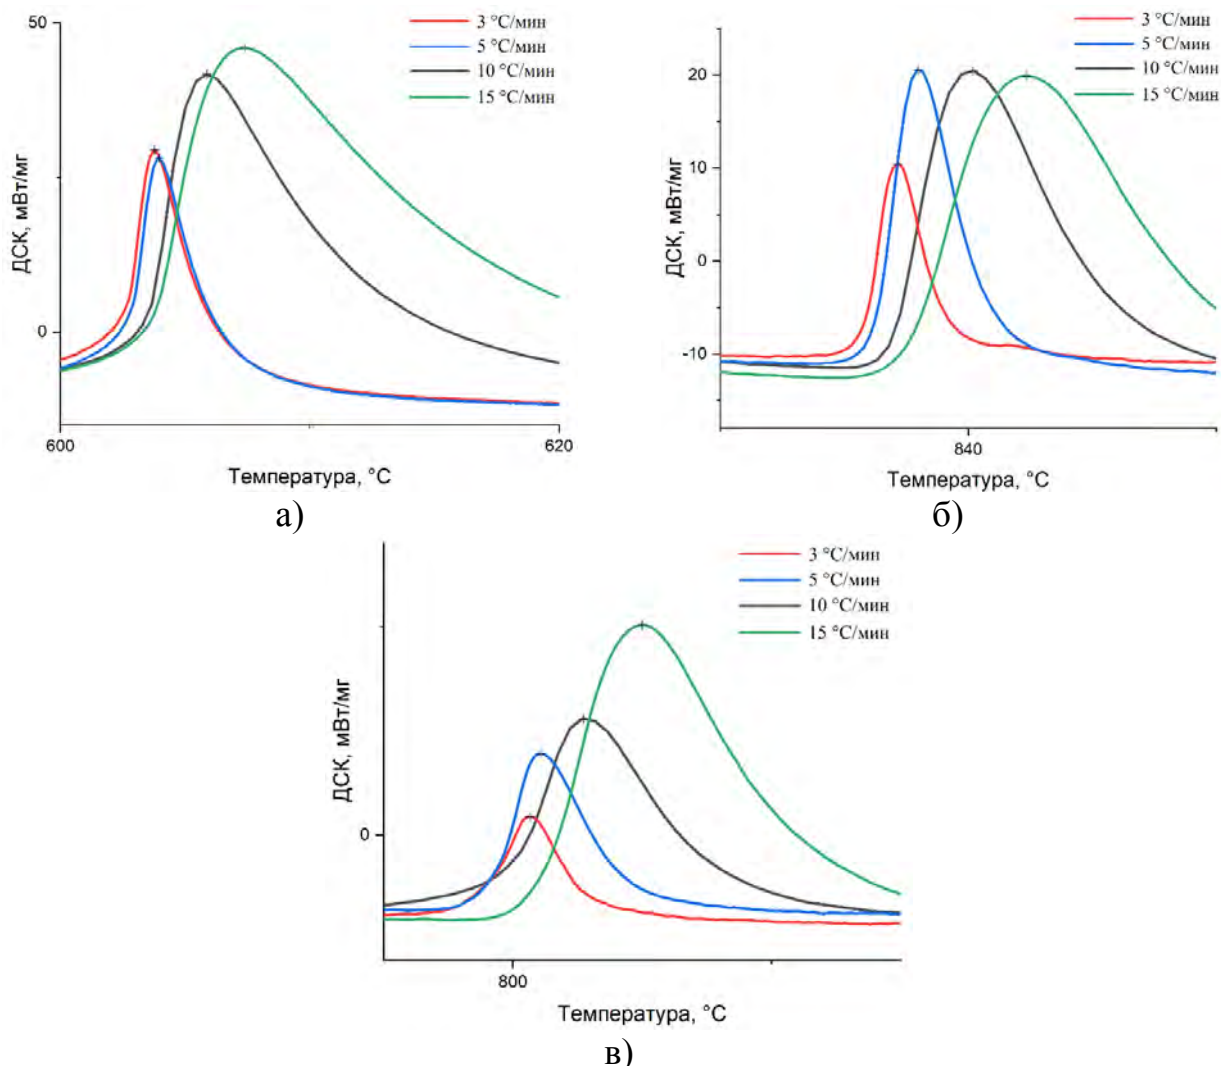 50
0
ДСК, мВт/мг
3 °С/мин
5 °С/мин
10 °С/мин
15 °С/мин
600
620
Температура, °С
а)
20
10
0
-10
ДСК, мВт/мг
3 °С/мин
5 °С/мин
10 °С/мин
15 °С/мин
840
Температура, °С
б)
0
ДСК, мВт/мг
3 °С/мин
5 °С/мин
10 °С/мин
15 °С/мин
800
Температура, °С
в)